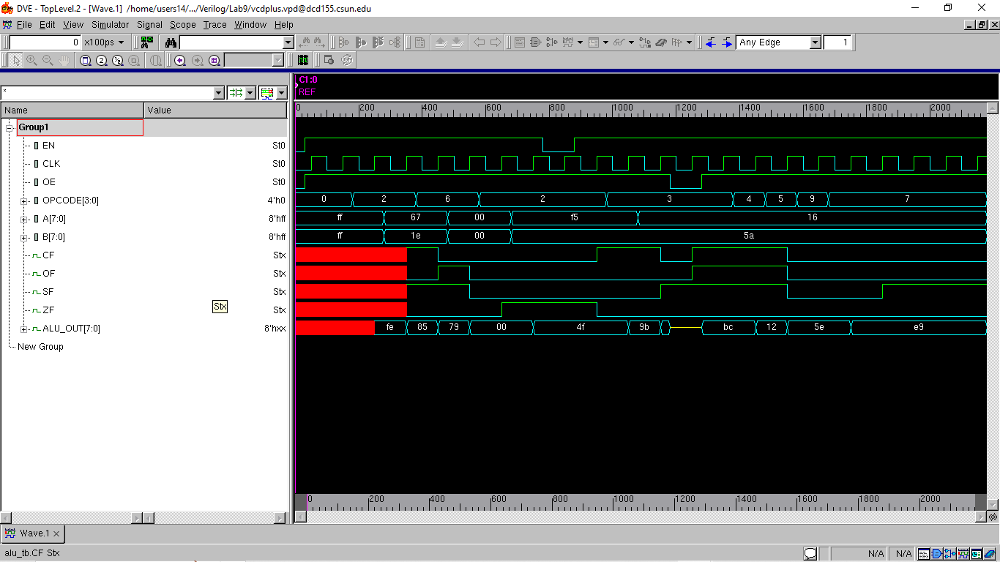 DVE - TopLevel.2 - [Wave.1] /home/users14/.../Verilog/Lab9/vcdplus.vpd@dcd155.csun.edu
File Edit View Simulator Signal Scope Trace Window Help
0 x100ps Any Edge 1
C1:0
REF
*
Name Value
0 200 400 600 800 1000 1200 1400 1600 1800 2000
Group1
EN St0
CLK St0
OE St0
OPCODE[3:0] 4'h0 0 2 6 2 3 4 5 9 7
A[7:0] 8'hff ff 67 00 f5 16
B[7:0] 8'hff ff 1e 00 5a
CF Stx
OF Stx
SF Stx
Stx
ZF Stx
ALU_OUT[7:0] 8'hxx fe 85 79 00 4f 9b bc 12 5e e9
New Group
0 200 400 600 800 1000 1200 1400 1600 1800 2000
Wave.1
alu_tb.CF Stx N/A N/A